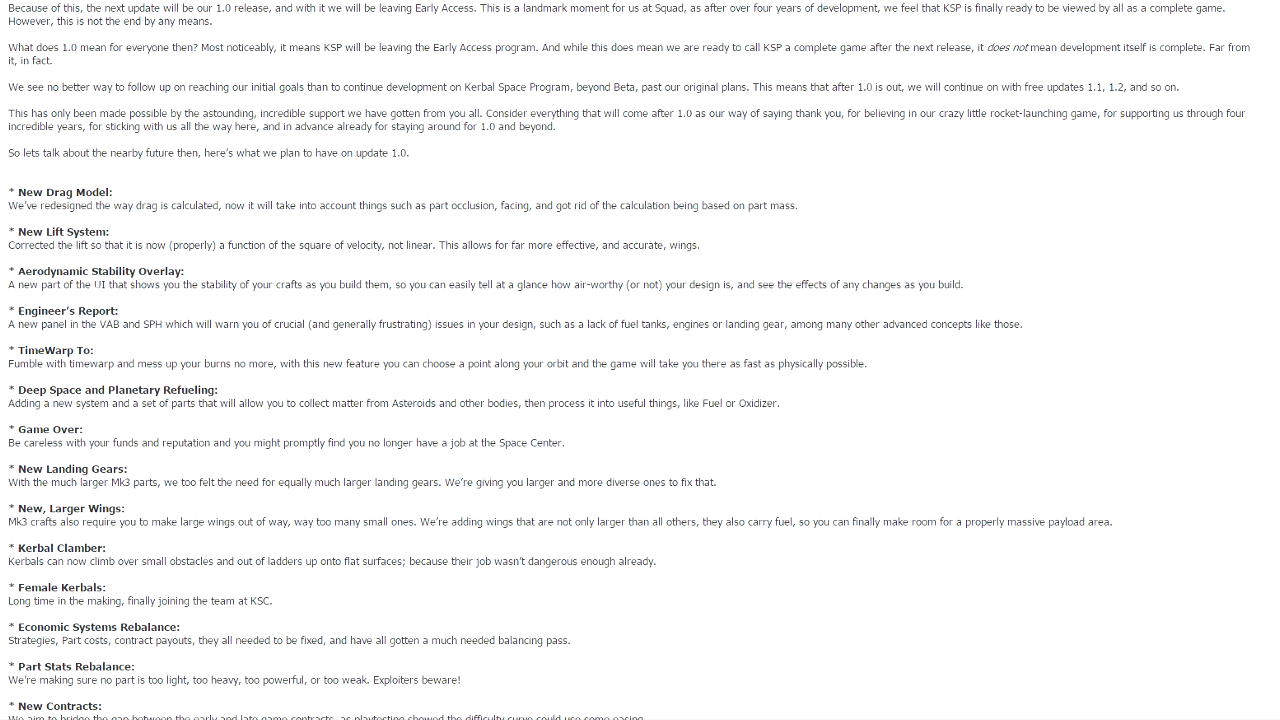 Because of this, the next update will be our 1.0 release, and with it we will be leaving Early Access. This is a landmark moment for us at Squad, as after over four years of development, we feel that KSP is finally ready to be viewed by all as a complete game.
However, this is not the end by any means.
What does 1.0 mean for everyone then? Most noticeably, it means KSP will be leaving the Early Access program. And while this does mean we are ready to call KSP a complete game after the next release, it does not mean development itself is complete. Far from
it, in fact.
We see no better way to follow up on reaching our initial goals than to continue development on Kerbal Space Program, beyond Beta, past our original plans. This means that after 1.0 is out, we will continue on with free updates 1.1, 1.2, and so on.
This has only been made possible by the astounding, incredible support we have gotten from you all. Consider everything that will come after 1.0 as our way of saying thank you, for believing in our crazy little rocket-launching game, for supporting us through four
incredible years, for sticking with us all the way here, and in advance already for staying around for 1.0 and beyond.
So lets talk about the nearby future then, here's what we plan to have on update 1.0.
* New Drag Model:
We've redesigned the way drag is calculated, now it will take into account things such as part occlusion, facing, and got rid of the calculation being based on part mass.
* New Lift System:
Corrected the lift so that it is now (properly) a function of the square of velocity, not linear. This allows for far more effective, and accurate, wings.
* Aerodynamic Stability Overlay:
A new part of the UI that shows you the stability of your crafts as you build them, so you can easily tell at a glance how air-worthy (or not) your design is, and see the effects of any changes as you build.
* Engineer's Report:
A new panel in the VAB and SPH which will warn you of crucial (and generally frustrating) issues in your design, such as a lack of fuel tanks, engines or landing gear, among many other advanced concepts like those.
* TimeWarp To:
Fumble with timewarp and mess up your burns no more, with this new feature you can choose a point along your orbit and the game will take you there as fast as physically possible.
* Deep Space and Planetary Refueling:
Adding a new system and a set of parts that will allow you to collect matter from Asteroids and other bodies, then process it into useful things, like Fuel or Oxidizer.
* Game Over:
Be careless with your funds and reputation and you might promptly find you no longer have a job at the Space Center.
* New Landing Gears:
With the much larger Mk3 parts, we too felt the need for equally much larger landing gears. We're giving you larger and more diverse ones to fix that.
* New, Larger Wings:
Mk3 crafts also require you to make large wings out of way, way too many small ones. We're adding wings that are not only larger than all others, they also carry fuel, so you can finally make room for a properly massive payload area.
* Kerbal Clamber:
Kerbals can now climb over small obstacles and out of ladders up onto flat surfaces; because their job wasn't dangerous enough already.
* Female Kerbals:
Long time in the making, finally joining the team at KSC.
* Economic Systems Rebalance:
Strategies, Part costs, contract payouts, they all needed to be fixed, and have all gotten a much needed balancing pass.
* Part Stats Rebalance:
We're making sure no part is too light, too heavy, too powerful, or too weak. Exploiters beware!
* New Contracts:
We aim to bridge the gap between the early and late game contracts, as playtesting showed the difficulty curve could use some easing.